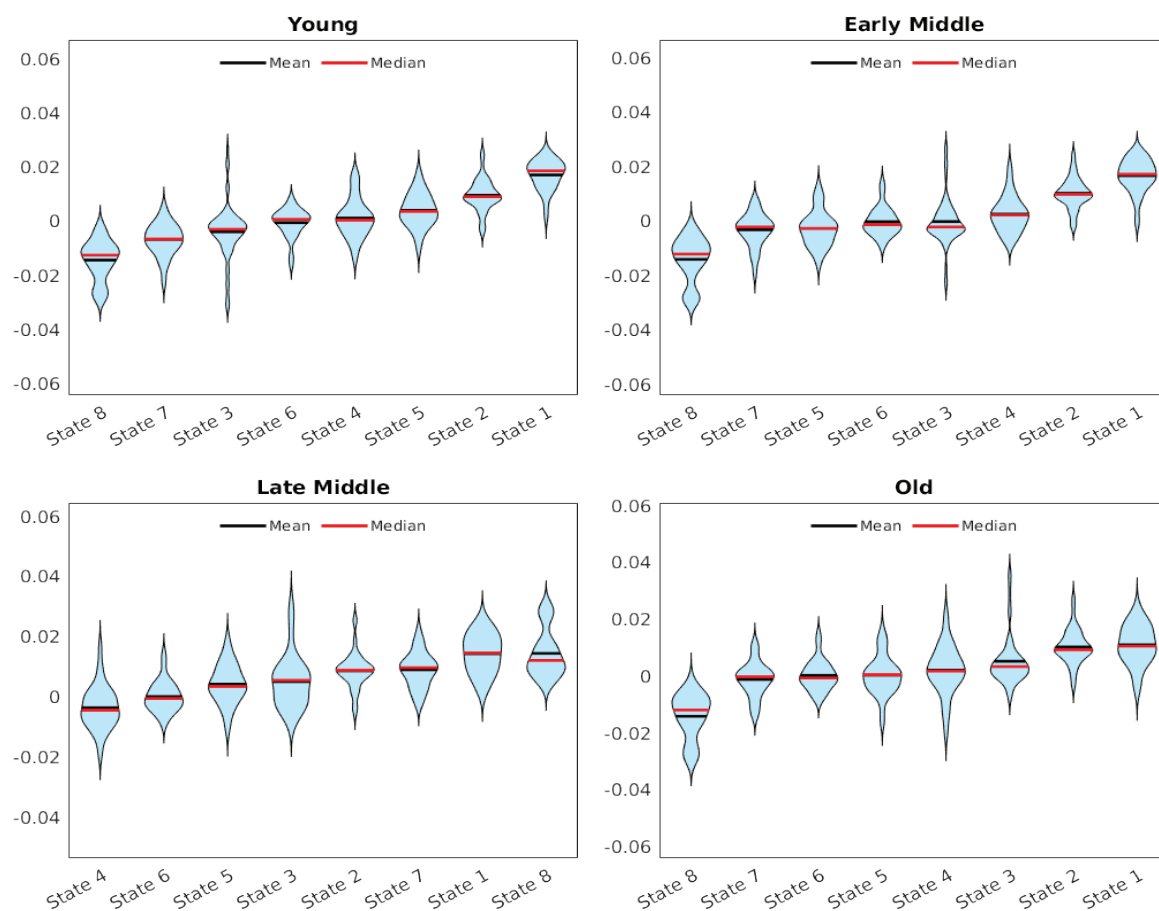 Young
Mean Median
0.06
0.04
0.02
0
-0.02
-0.04
-0.06
State 8 State 7 State 3 State 6 State 4 State 5 State 2 State 1
Early Middle
Mean Median
0.06
0.04
0.02
0
-0.02
-0.04
-0.06
State 8 State 7 State 5 State 6 State 3 State 4 State 2 State 1
Late Middle
Mean Median
0.06
0.04
0.02
0
-0.02
-0.04
State 4 State 6 State 5 State 3 State 2 State 7 State 1 State 8
Old
Mean Median
0.06
0.04
0.02
0
-0.02
-0.04
-0.06
State 8 State 7 State 6 State 5 State 4 State 3 State 2 State 1